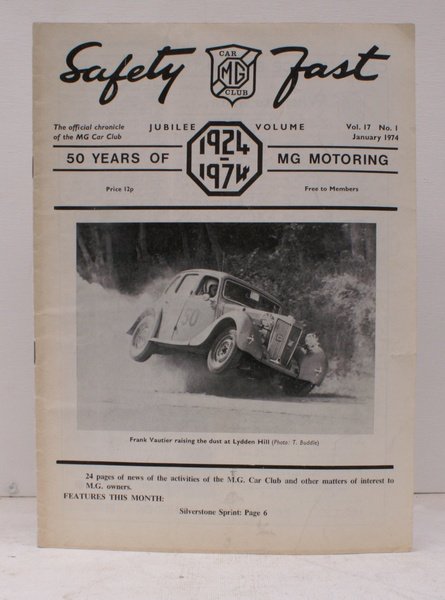 Safety Fast
CAR
MG
CLUB
The official chronicle
of the MG Car Club
JUBILEE VOLUME
Vol. 17 No. 1
January 1974
50 YEARS OF
1924
–
1974
MG MOTORING
Price 12p
Free to Members
50
Frank Vautier raising the dust at Lydden Hill (Photo: T. Buddle)
24 pages of news of the activities of the M.G. Car Club and other matters of interest to
M.G. owners.
FEATURES THIS MONTH:
Silverstone Sprint: Page 6